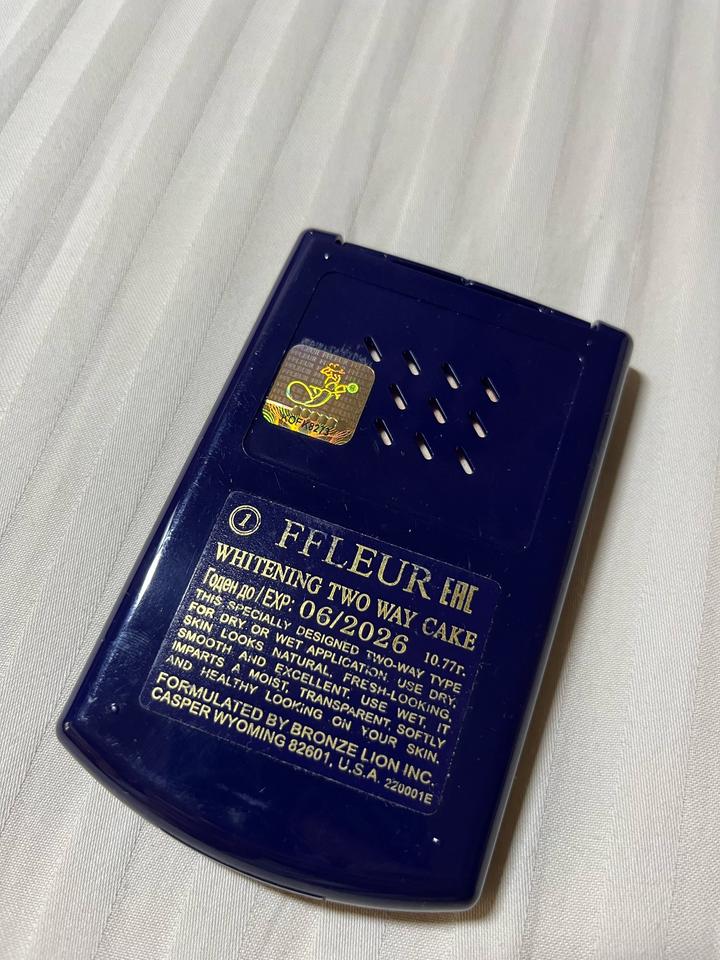 KOFK8273
1 FFLEUR EAC
WHITENING TWO WAY CAKE
Годен до / EXP: 06/2026 10.77г.
THIS SPECIALLY DESIGNED TWO-WAY TYPE
FOR DRY. OR WET APPLICATION. USE DRY,
SKIN LOOKS NATURAL, FRESH-LOOKING,
SMOOTH AND EXCELLENT. USE WET, IT
IMPARTS A MOIST, TRANSPARENT, SOFTLY
AND HEALTHY LOOKING ON YOUR SKIN.
FORMULATED BY BRONZE LION INC.
CASPER WYOMING 82601, U.S.A. 220001E